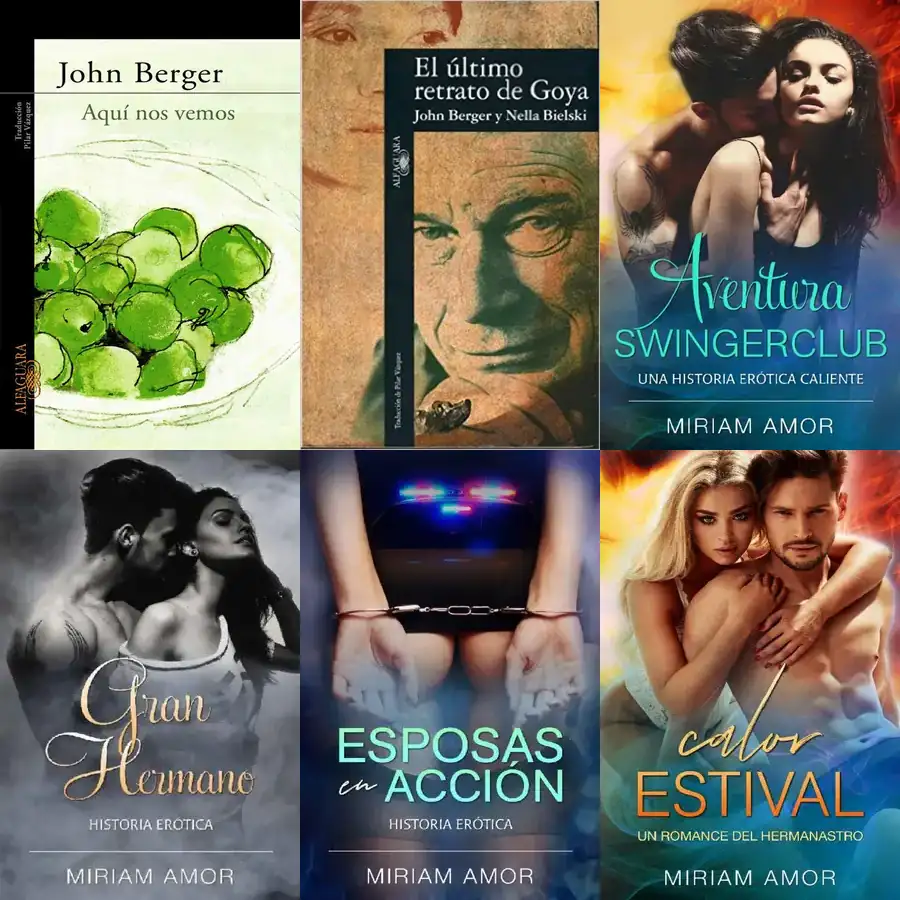 John Berger
Aquí nos vemos
Traducción
Pilar Vázquez
ALFAGUARA
El último
retrato de Goya
John Berger y Nella Bielski
ALFAGUARA
Traducción de Pilar Vázquez
Aventura
SWINGERCLUB
UNA HISTORIA ERÓTICA CALIENTE
MIRIAM AMOR
Gran
Hermano
HISTORIA ERÓTICA
MIRIAM AMOR
ESPOSAS
en ACCIÓN
HISTORIA ERÓTICA
MIRIAM AMOR
calor
ESTIVAL
UN ROMANCE DEL HERMANASTRO
MIRIAM AMOR